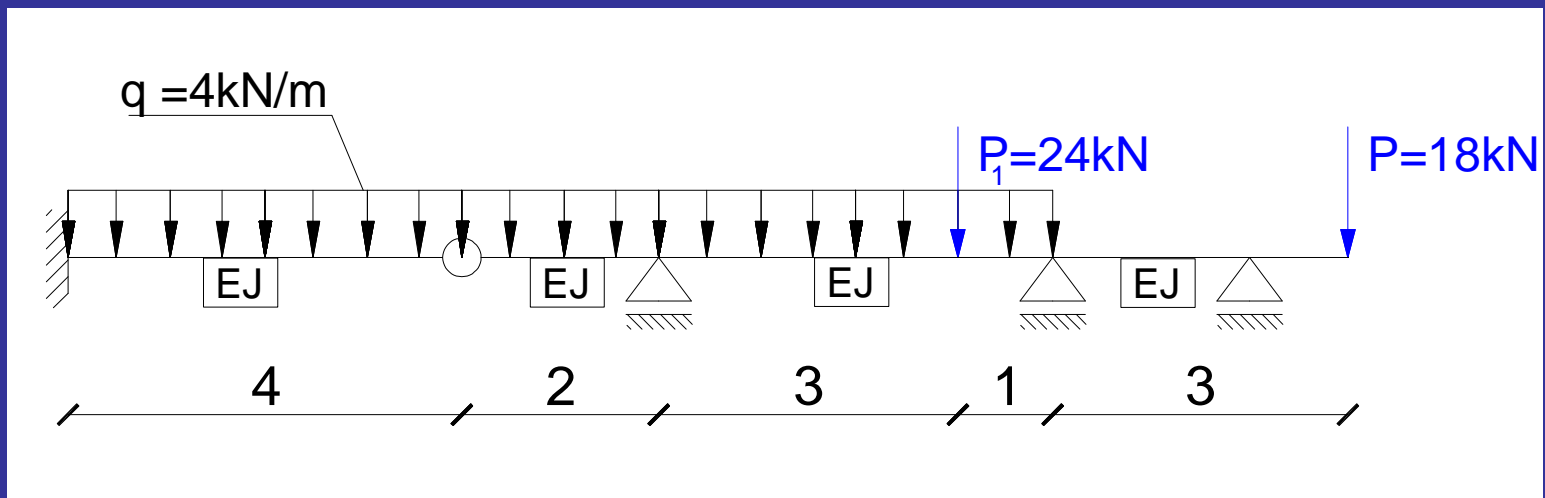 q =4kN/m
P₁=24kN
P=18kN
EJ
EJ
EJ
EJ
4
2
3
1
3